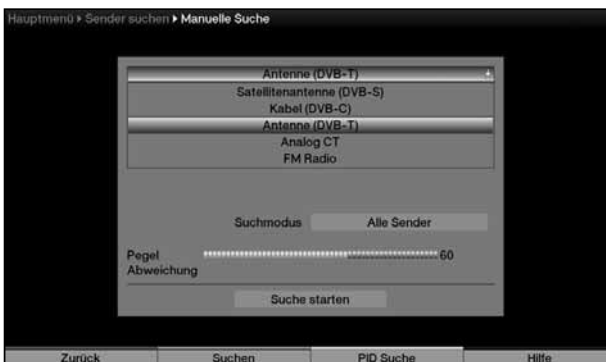 Hauptmenü ▸ Sender suchen ▸ Manuelle Suche
Antenne (DVB-T)
Satellitenantenne (DVB-S)
Kabel (DVB-C)
Antenne (DVB-T)
Analog CT
FM Radio
Suchmodus Alle Sender
Pegel 60
Abweichung
Suche starten
Zurück Suchen PID Suche Hilfe